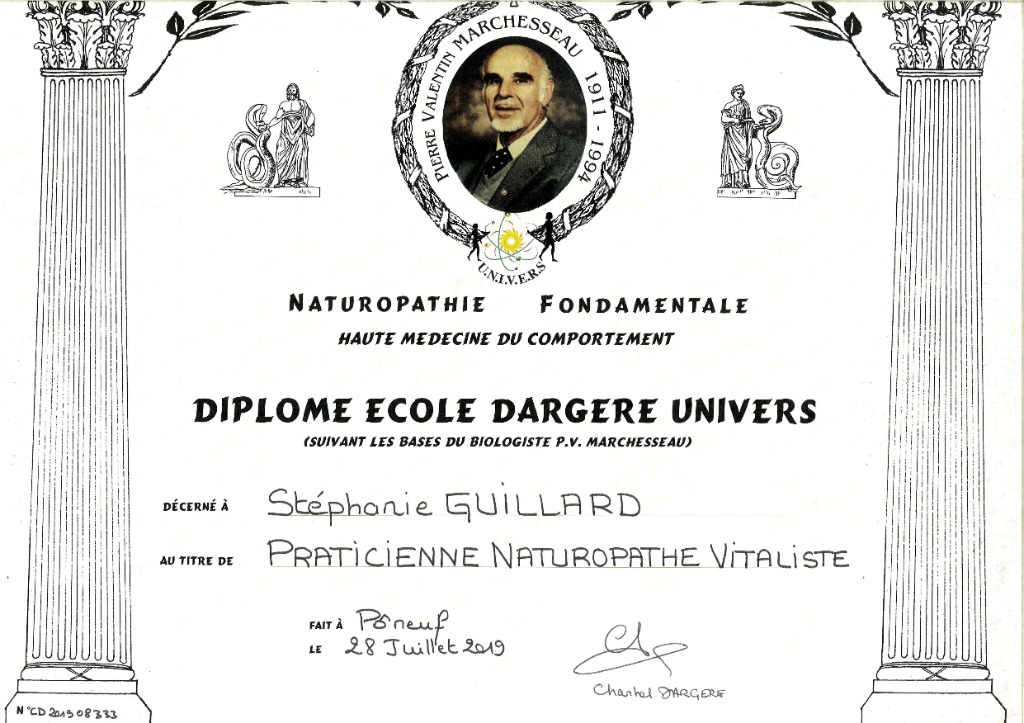 PIERRE VALENTIN MARCHESSEAU 1911 - 1994
U.N.I.V.E.R.S
NATUROPATHIE FONDAMENTALE
HAUTE MEDECINE DU COMPORTEMENT
DIPLOME ECOLE DARGERE UNIVERS
(SUIVANT LES BASES DU BIOLOGISTE P.V. MARCHESSEAU)
DÉCERNÉ À Stéphanie GUILLARD
AU TITRE DE PRATICIENNE NATUROPATHE VITALISTE
FAIT À Pôneuf
LE 28 Juillet 2019
Chantal DARGERE
N°CD 201908333